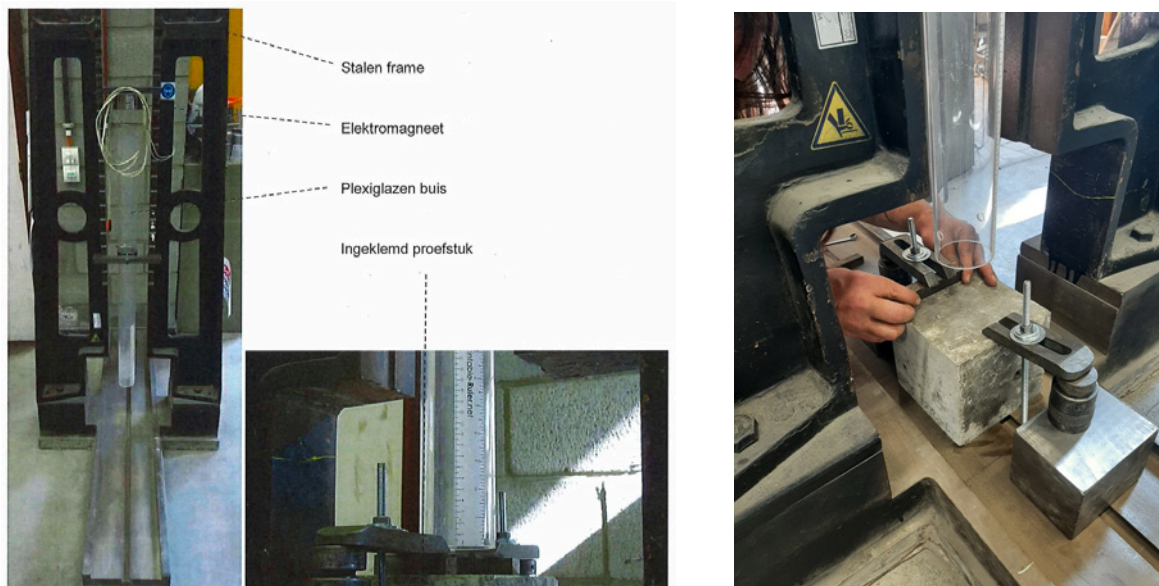 Stalen frame
Elektromagneet
Plexiglazen buis
Ingeklemd proefstuk